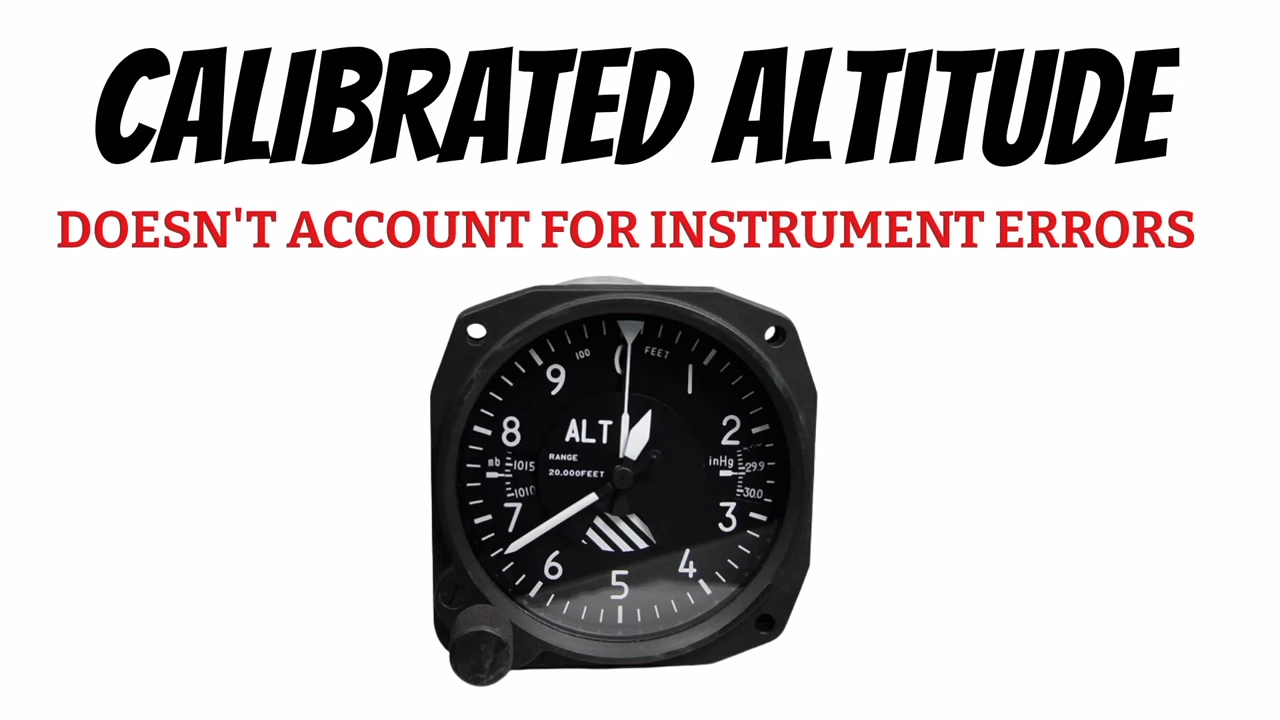 CALIBRATED ALTITUDE
DOESN'T ACCOUNT FOR INSTRUMENT ERRORS
100 FEET
9 1
8 ALT 2
RANGE
20.000FEET
mb 1015
1010
inHg 29.9
30.0
7 3
6 4
5